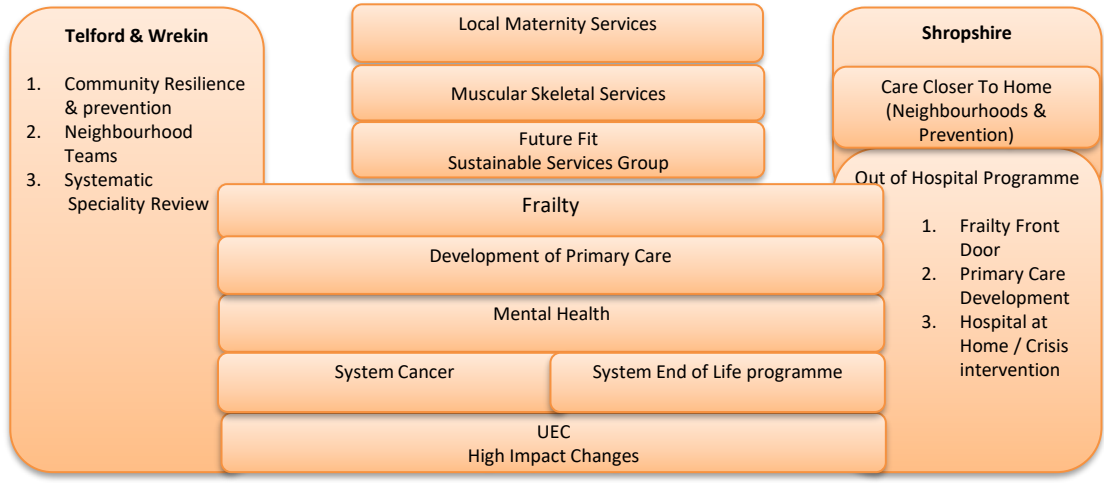 Telford & Wrekin
1. Community Resilience
& prevention
2. Neighbourhood
Teams
3. Systematic
Speciality Review
Local Maternity Services
Muscular Skeletal Services
Future Fit
Sustainable Services Group
Frailty
Development of Primary Care
Mental Health
System Cancer
System End of Life programme
UEC
High Impact Changes
Shropshire
Care Closer To Home
(Neighbourhoods &
Prevention)
Out of Hospital Programme
1. Frailty Front
Door
2. Primary Care
Development
3. Hospital at
Home / Crisis
intervention